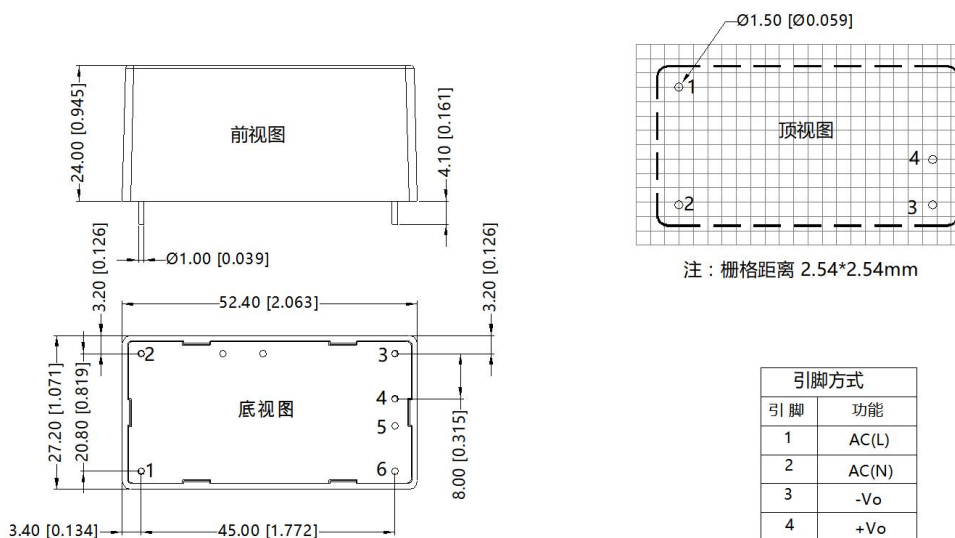 Ø1.50 [Ø0.059]
24.00 [0.945]
前视图
4.10 [0.161]
Ø1.00 [0.039]
1
顶视图
4
2
3
注：栅格距离 2.54*2.54mm
3.20 [0.126]
52.40 [2.063]
3.20 [0.126]
27.20 [1.071]
20.80 [0.819]
2
3
4
底视图
5
8.00 [0.315]
1
6
3.40 [0.134]
45.00 [1.772]
引脚方式
引脚 功能
1 AC(L)
2 AC(N)
3 -Vo
4 +Vo